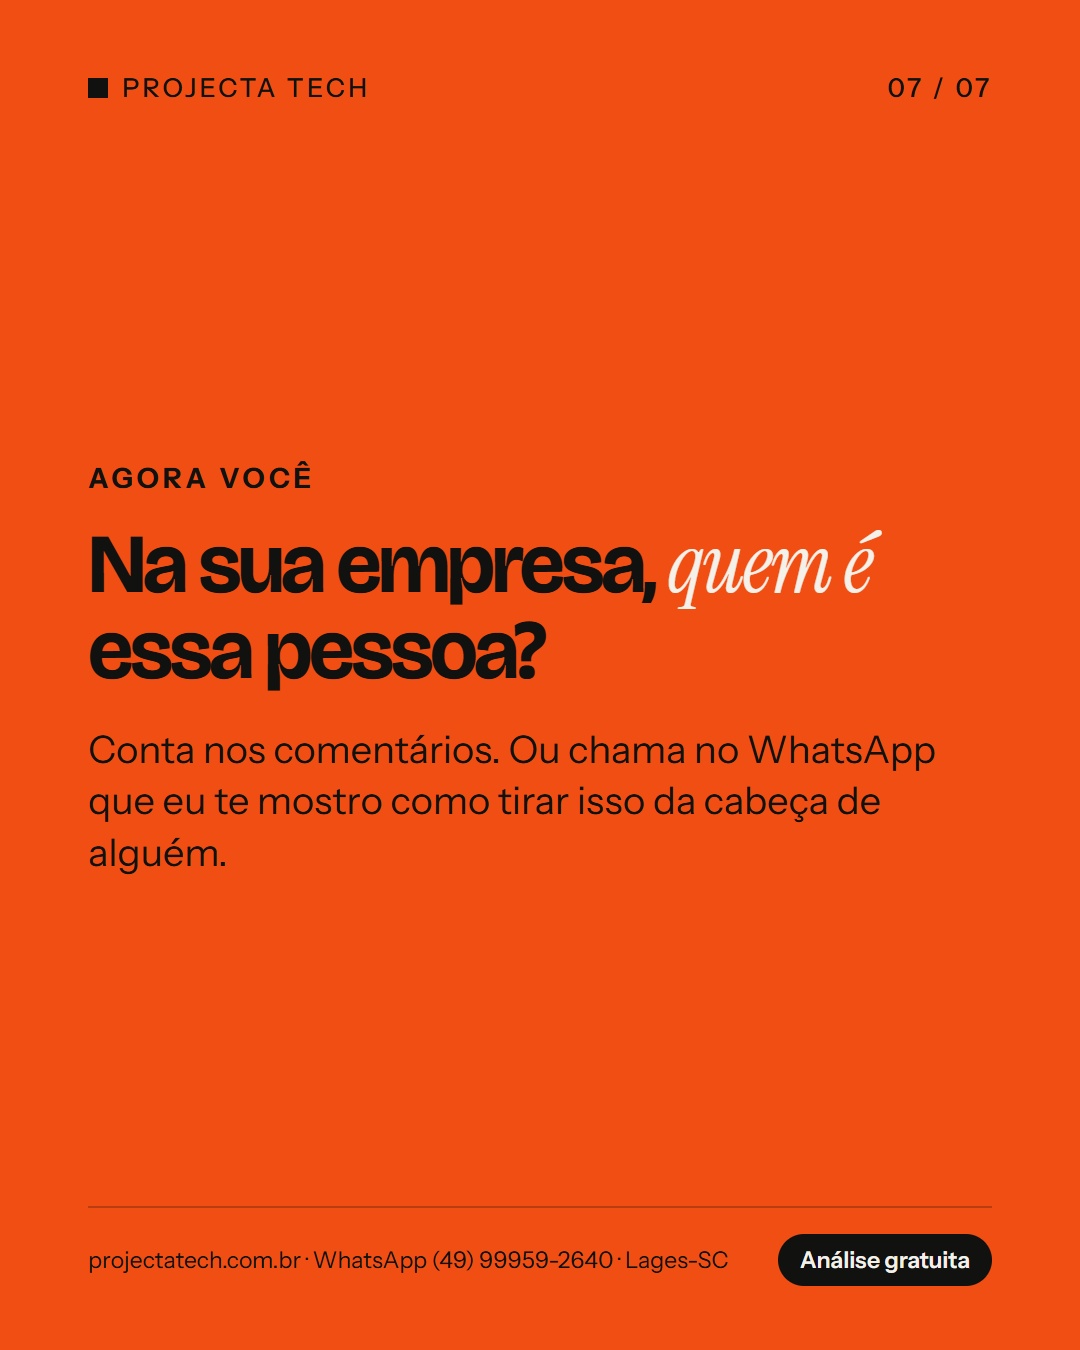 PROJECTA TECH
07 / 07
AGORA VOCÊ
Na sua empresa, quem é
essa pessoa?
Conta nos comentários. Ou chama no WhatsApp
que eu te mostro como tirar isso da cabeça de
alguém.
projectatech.com.br · WhatsApp (49) 99959-2640 · Lages-SC
Análise gratuita